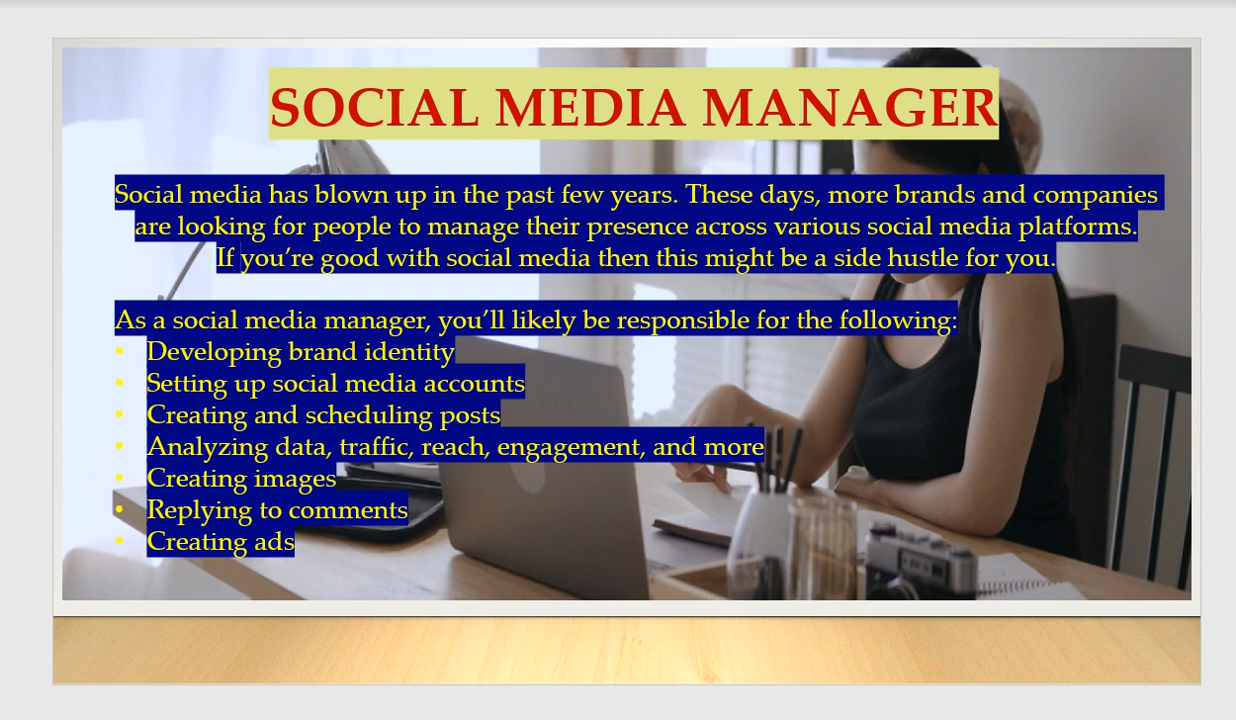 SOCIAL MEDIA MANAGER
Social media has blown up in the past few years. These days, more brands and companies
are looking for people to manage their presence across various social media platforms.
If you’re good with social media then this might be a side hustle for you.
As a social media manager, you’ll likely be responsible for the following:
• Developing brand identity
• Setting up social media accounts
• Creating and scheduling posts
• Analyzing data, traffic, reach, engagement, and more
• Creating images
• Replying to comments
• Creating ads